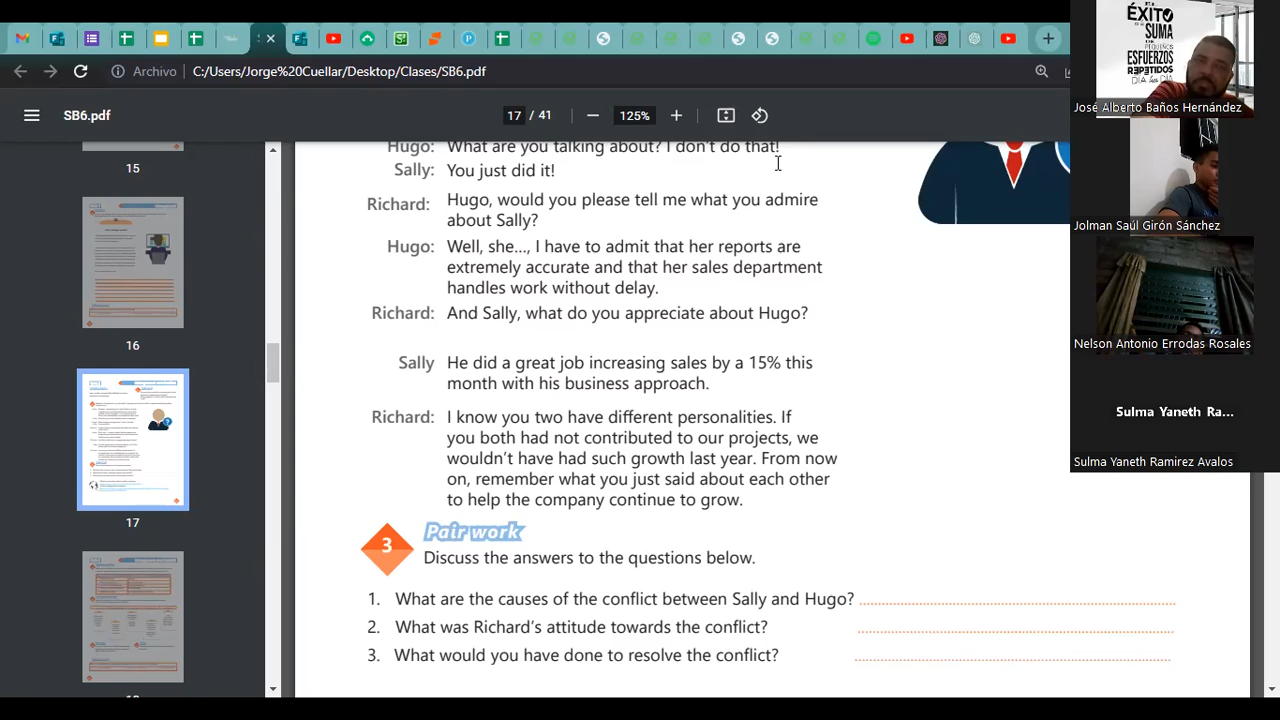 Archivo C:/Users/Jorge%20Cuellar/Desktop/Clases/SB6.pdf
SB6.pdf 17 / 41 125%
15
16
17
Hugo: What are you talking about? I don't do that!
Sally: You just did it!
Richard: Hugo, would you please tell me what you admire
about Sally?
Hugo: Well, she..., I have to admit that her reports are
extremely accurate and that her sales department
handles work without delay.
Richard: And Sally, what do you appreciate about Hugo?
Sally He did a great job increasing sales by a 15% this
month with his business approach.
Richard: I know you two have different personalities. If
you both had not contributed to our projects, we
wouldn't have had such growth last year. From now
on, remember what you just said about each other
to help the company continue to grow.
3 Pair work
Discuss the answers to the questions below.
1. What are the causes of the conflict between Sally and Hugo?
2. What was Richard's attitude towards the conflict?
3. What would you have done to resolve the conflict?
ÉXITO
SUMA
ESFUERZOS
REPETIDOS
DÍA DÍA
José Alberto Baños Hernández
Jolman Saúl Girón Sánchez
Nelson Antonio Errodas Rosales
Sulma Yaneth Ra...
Sulma Yaneth Ramirez Avalos